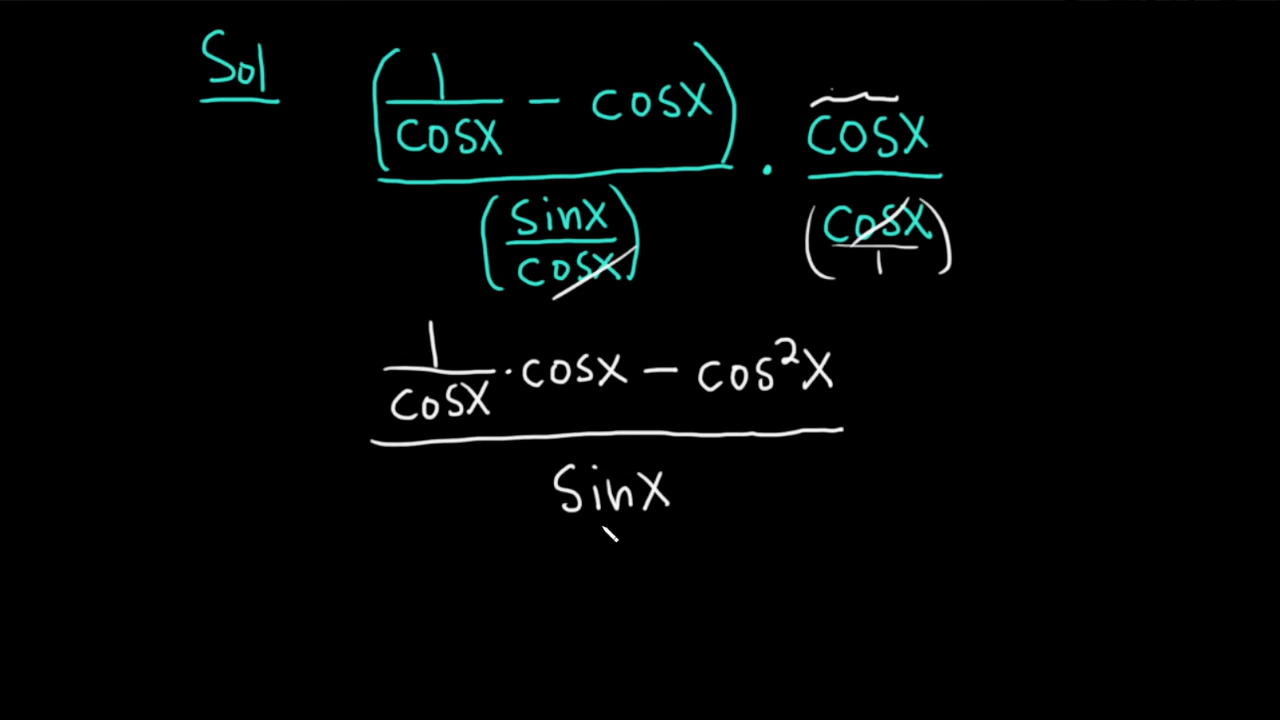 Sol
(1/cosx - cosx)/(sinx/cosx) · cosx/(cosx/1)
(1/cosx · cosx - cos²x)/sinx